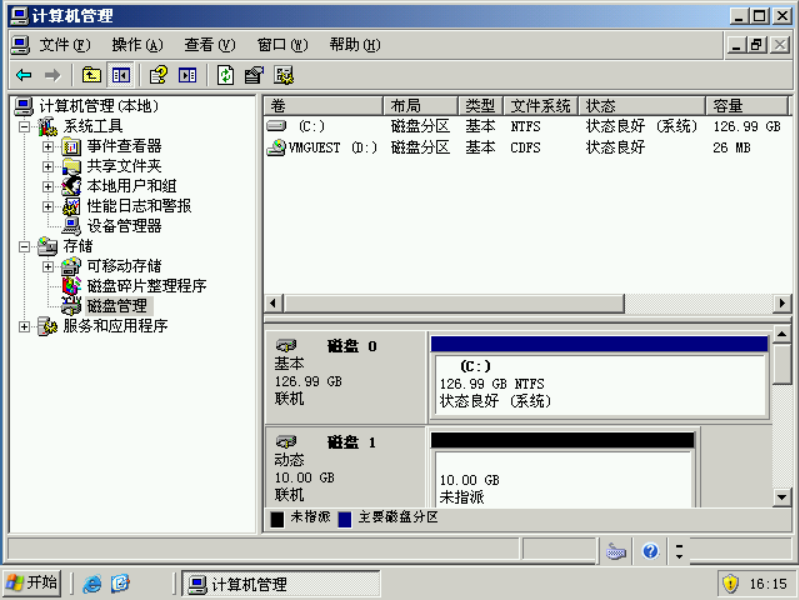 计算机管理
文件(F) 操作(A) 查看(V) 窗口(W) 帮助(H)
计算机管理(本地)
系统工具
事件查看器
共享文件夹
本地用户和组
性能日志和警报
设备管理器
存储
可移动存储
磁盘碎片整理程序
磁盘管理
服务和应用程序
卷 布局 类型 文件系统 状态 容量
(C:) 磁盘分区 基本 NTFS 状态良好 (系统) 126.99 GB
VMGUEST (D:) 磁盘分区 基本 CDFS 状态良好 26 MB
磁盘 0
基本
126.99 GB
联机
(C:)
126.99 GB NTFS
状态良好 (系统)
磁盘 1
动态
10.00 GB
联机
10.00 GB
未指派
未指派 主要磁盘分区
开始 计算机管理 16:15